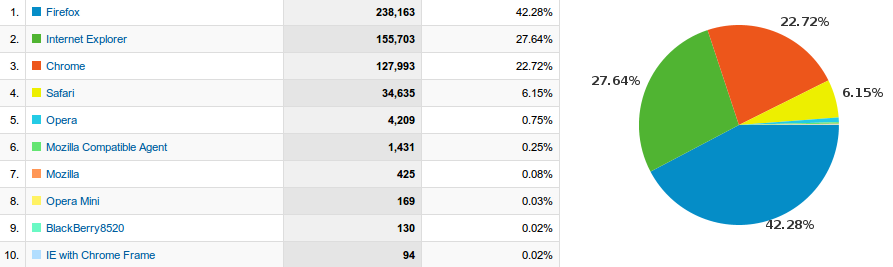 1. Firefox 238,163 42.28%
2. Internet Explorer 155,703 27.64%
3. Chrome 127,993 22.72%
4. Safari 34,635 6.15%
5. Opera 4,209 0.75%
6. Mozilla Compatible Agent 1,431 0.25%
7. Mozilla 425 0.08%
8. Opera Mini 169 0.03%
9. BlackBerry8520 130 0.02%
10. IE with Chrome Frame 94 0.02%
22.72%
27.64%
6.15%
42.28%